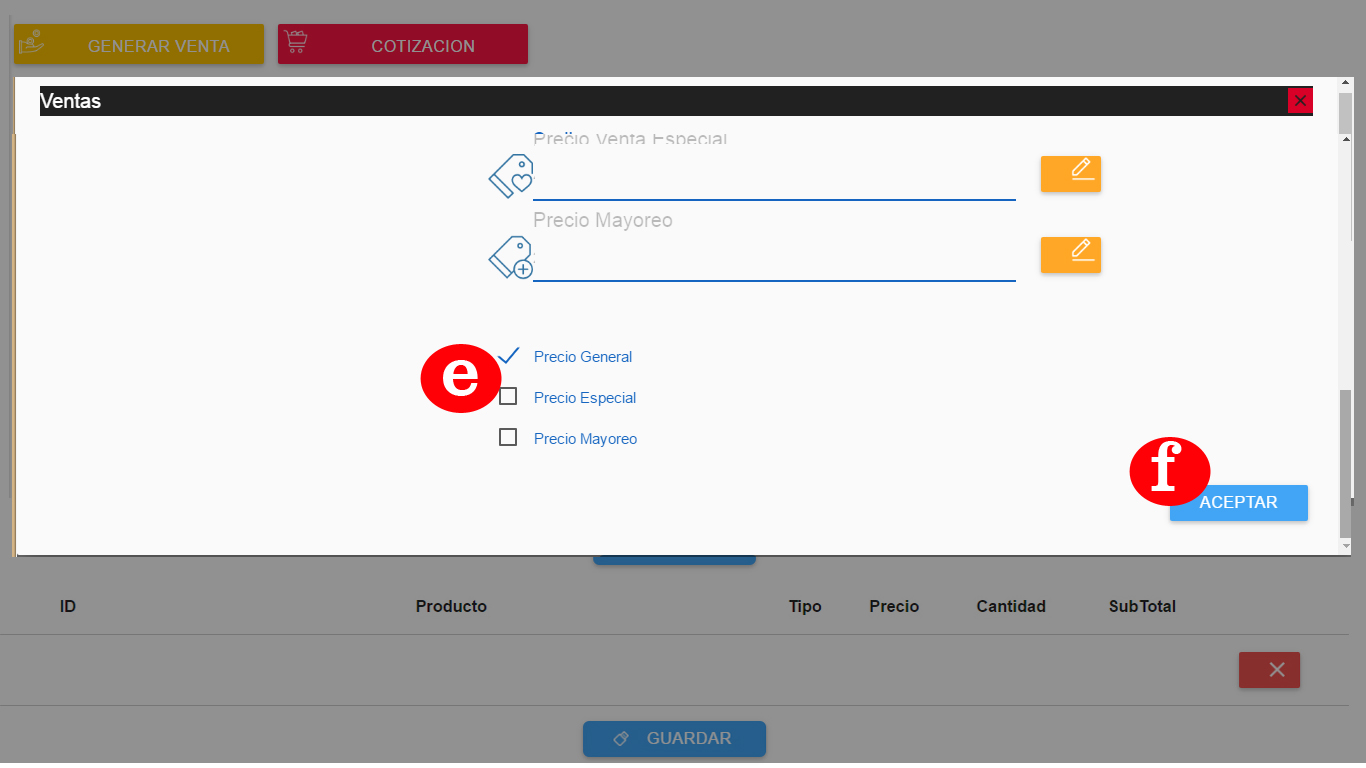 GENERAR VENTA
COTIZACION
Ventas
Precio Venta Especial
Precio Mayoreo
e
Precio General
Precio Especial
Precio Mayoreo
f
ACEPTAR
ID Producto Tipo Precio Cantidad SubTotal
GUARDAR